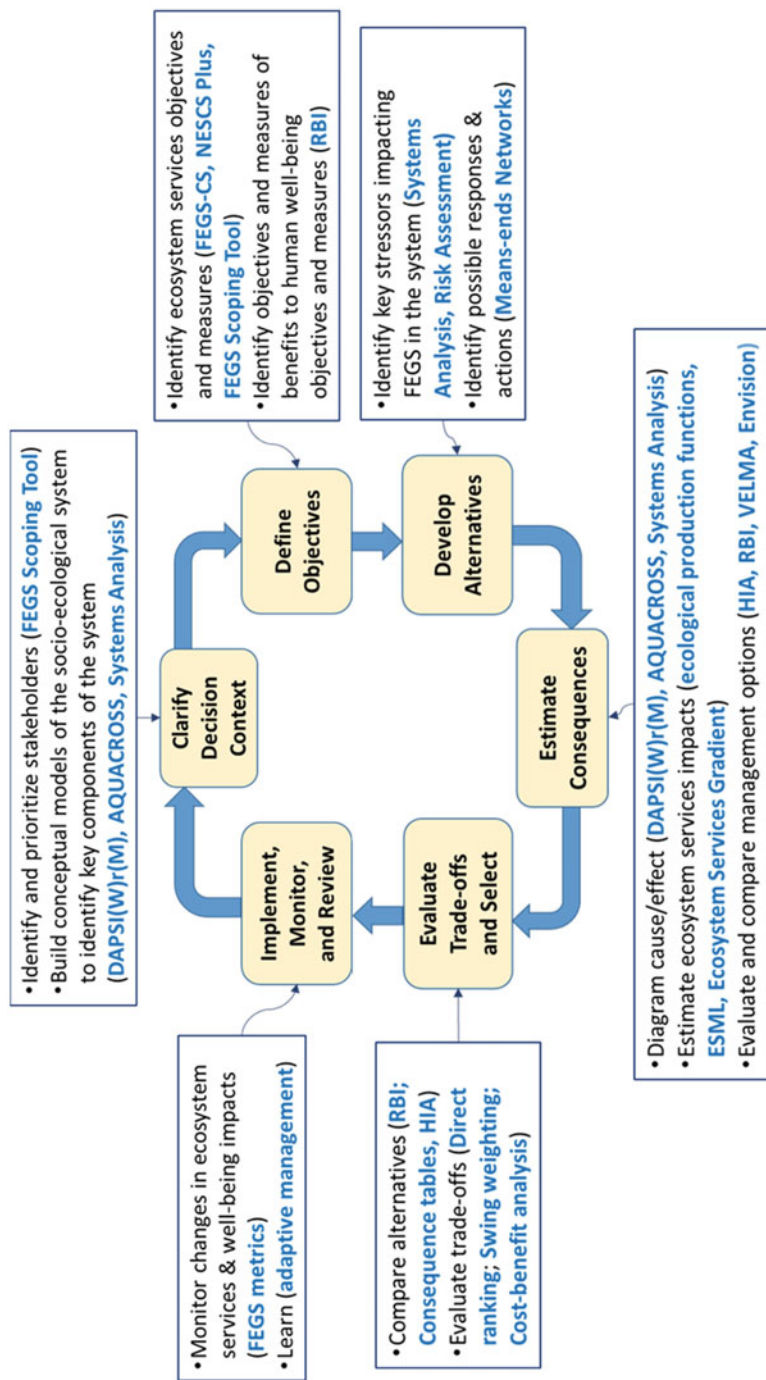 • Identify and prioritize stakeholders (FEGS Scoping Tool)
• Build conceptual models of the socio-ecological system
to identify key components of the system
(DAPSI(W)r(M), AQUACROSS, Systems Analysis)
Clarify
Decision
Context
• Identify ecosystem services objectives
and measures (FEGS-CS, NESCS Plus,
FEGS Scoping Tool)
• Identify objectives and measures of
benefits to human well-being
objectives and measures (RBI)
Define
Objectives
• Identify key stressors impacting
FEGS in the system (Systems
Analysis, Risk Assessment)
• Identify possible responses &
actions (Means-ends Networks)
Develop
Alternatives
Estimate
Consequences
• Diagram cause/effect (DAPSI(W)r(M), AQUACROSS, Systems Analysis)
• Estimate ecosystem services impacts (ecological production functions,
ESML, Ecosystem Services Gradient)
• Evaluate and compare management options (HIA, RBI, VELMA, Envision)
Evaluate
Trade-offs
and Select
• Compare alternatives (RBI;
Consequence tables, HIA)
• Evaluate trade-offs (Direct
ranking; Swing weighting;
Cost-benefit analysis)
Implement,
Monitor,
and Review
• Monitor changes in ecosystem
services & well-being impacts
(FEGS metrics)
• Learn (adaptive management)